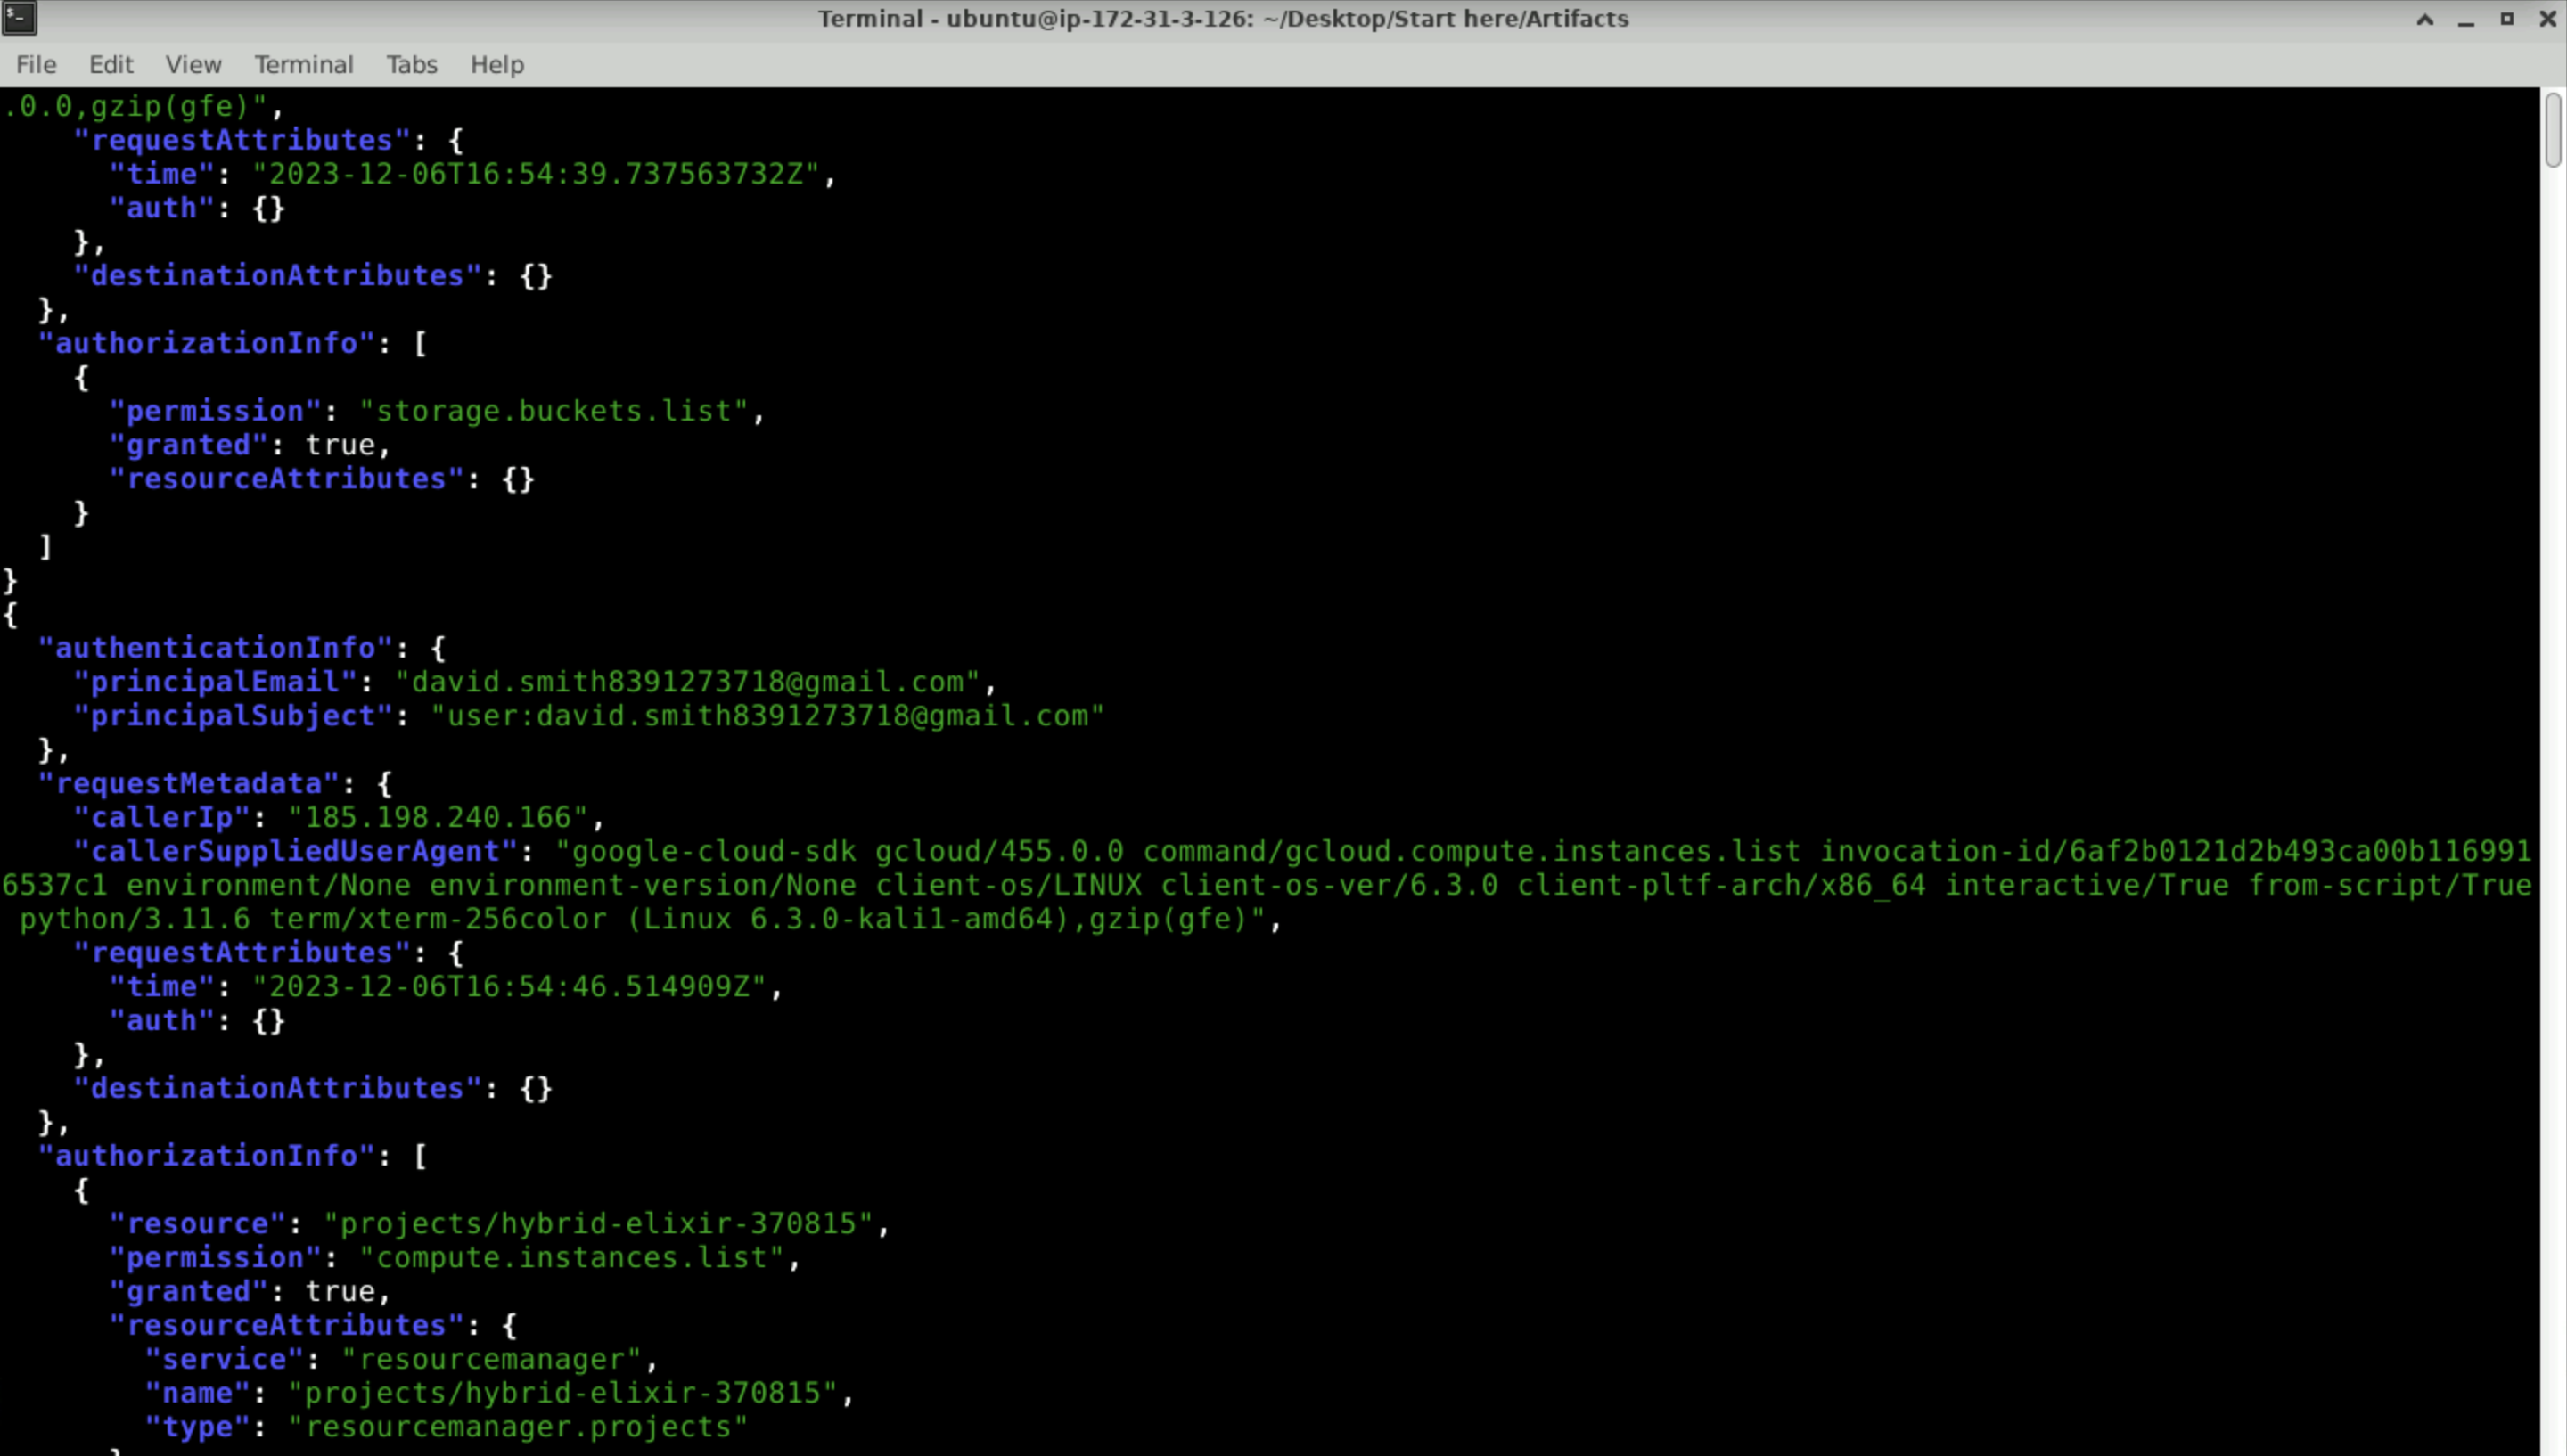 Terminal - ubuntu@ip-172-31-3-126: ~/Desktop/Start here/Artifacts
File Edit View Terminal Tabs Help
.0.0,gzip(gfe)",
    "requestAttributes": {
      "time": "2023-12-06T16:54:39.737563732Z",
      "auth": {}
    },
    "destinationAttributes": {}
  },
  "authorizationInfo": [
    {
      "permission": "storage.buckets.list",
      "granted": true,
      "resourceAttributes": {}
    }
  ]
}
{
  "authenticationInfo": {
    "principalEmail": "david.smith8391273718@gmail.com",
    "principalSubject": "user:david.smith8391273718@gmail.com"
  },
  "requestMetadata": {
    "callerIp": "185.198.240.166",
    "callerSuppliedUserAgent": "google-cloud-sdk gcloud/455.0.0 command/gcloud.compute.instances.list invocation-id/6af2b0121d2b493ca00b116991
6537c1 environment/None environment-version/None client-os/LINUX client-os-ver/6.3.0 client-pltf-arch/x86_64 interactive/True from-script/True
 python/3.11.6 term/xterm-256color (Linux 6.3.0-kali1-amd64),gzip(gfe)",
    "requestAttributes": {
      "time": "2023-12-06T16:54:46.514909Z",
      "auth": {}
    },
    "destinationAttributes": {}
  },
  "authorizationInfo": [
    {
      "resource": "projects/hybrid-elixir-370815",
      "permission": "compute.instances.list",
      "granted": true,
      "resourceAttributes": {
        "service": "resourcemanager",
        "name": "projects/hybrid-elixir-370815",
        "type": "resourcemanager.projects"
      }